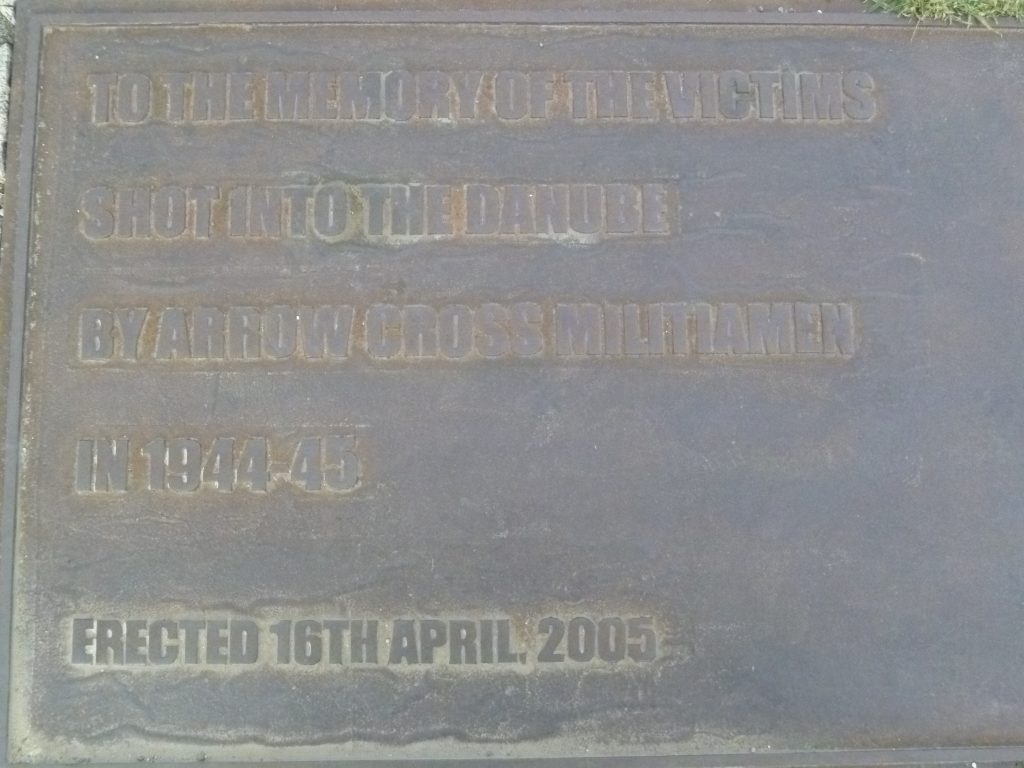 TO THE MEMORY OF THE VICTIMS
SHOT INTO THE DANUBE
BY ARROW CROSS MILITIAMEN
IN 1944-45
ERECTED 16TH APRIL, 2005